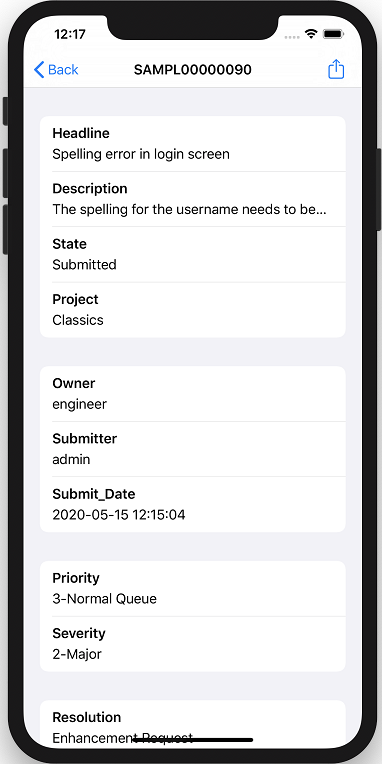 12:17
Back
SAMPL00000090
Headline
Spelling error in login screen
Description
The spelling for the username needs to be...
State
Submitted
Project
Classics
Owner
engineer
Submitter
admin
Submit_Date
2020-05-15 12:15:04
Priority
3-Normal Queue
Severity
2-Major
Resolution
Enhancement Request